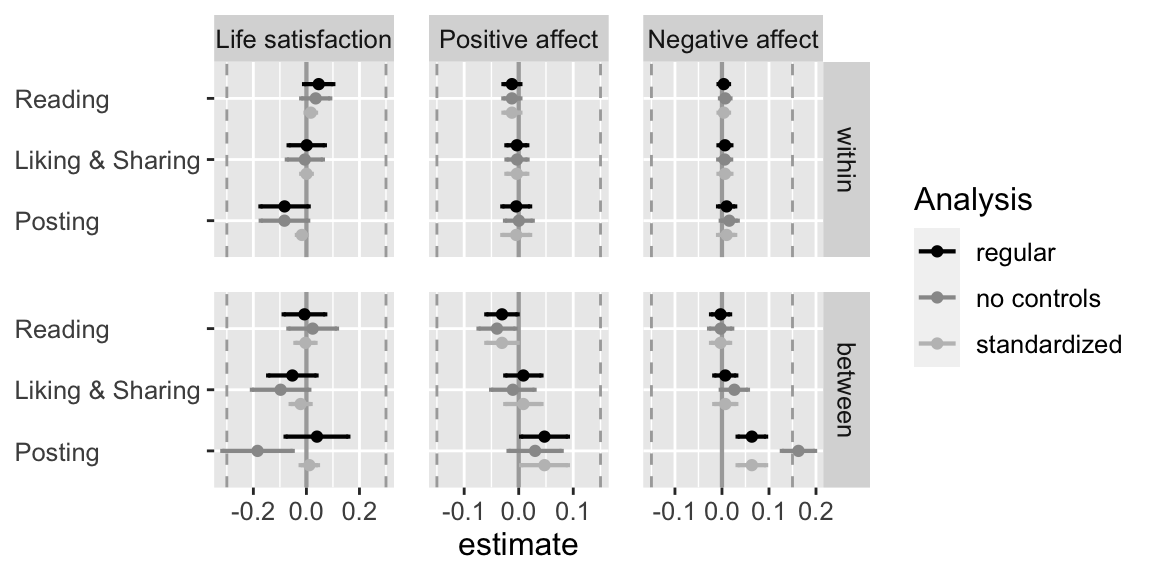 Life satisfaction Positive affect Negative affect
Reading
Liking & Sharing
Posting
within
Reading
Liking & Sharing
Posting
between
-0.2 0.0 0.2 -0.1 0.0 0.1 -0.1 0.0 0.1 0.2
estimate
Analysis
regular
no controls
standardized